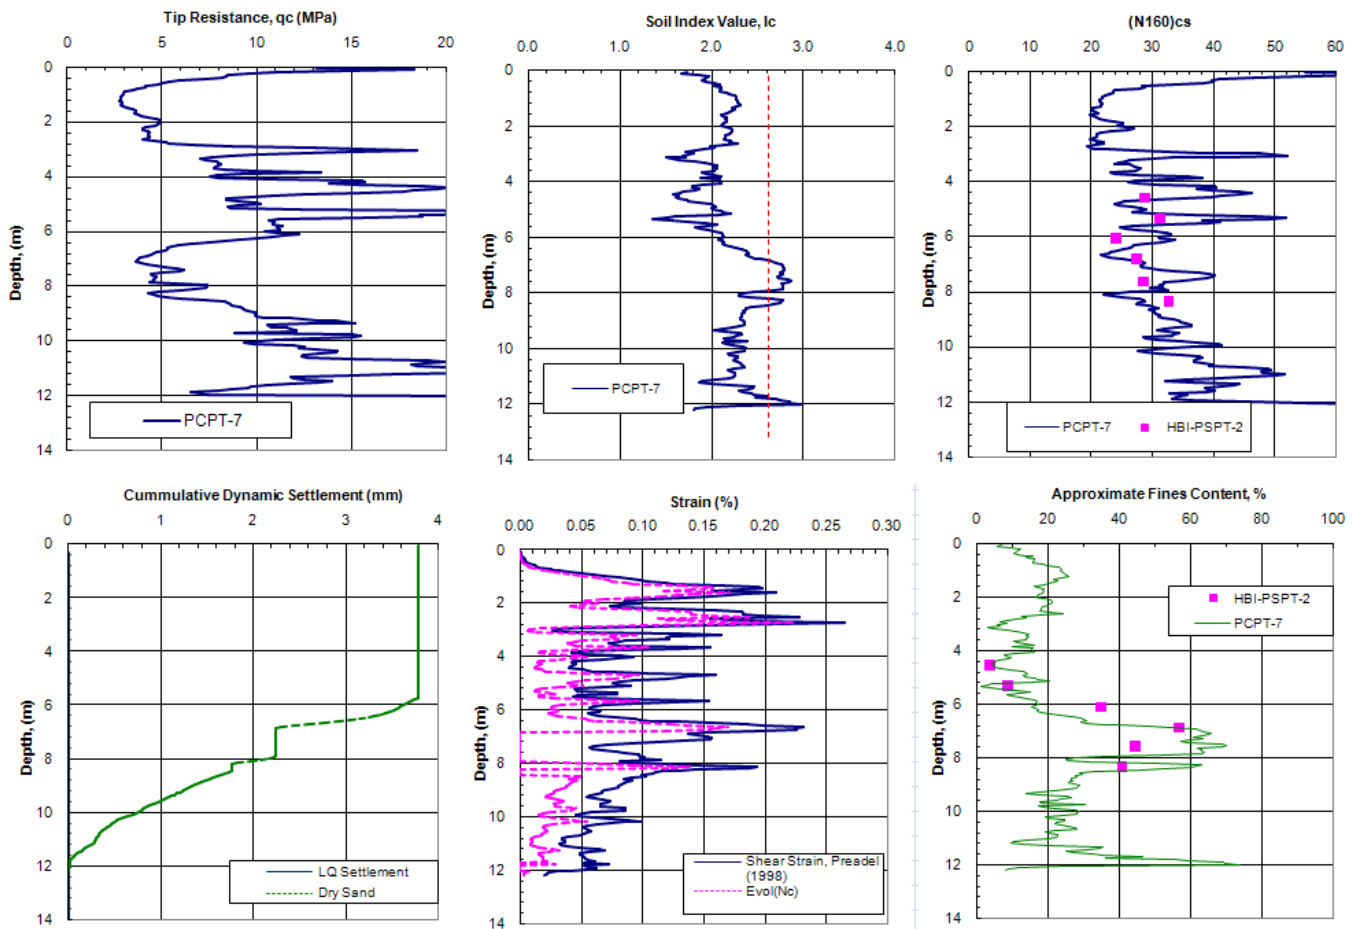 Tip Resistance, qc (MPa)
0 5 10 15 20
0
2
4
6
8
10
12
14
Depth, (m)
PCPT-7
Soil Index Value, Ic
0.0 1.0 2.0 3.0 4.0
0
2
4
6
8
10
12
14
Depth, (m)
PCPT-7
(N160)cs
0 10 20 30 40 50 60
0
2
4
6
8
10
12
14
Depth, (m)
PCPT-7 HBI-PSPT-2
Cummulative Dynamic Settlement (mm)
0 1 2 3 4
0
2
4
6
8
10
12
14
Depth, (m)
LQ Settlement
Dry Sand
Strain (%)
0.00 0.05 0.10 0.15 0.20 0.25 0.30
0
2
4
6
8
10
12
14
Depth, (m)
Shear Strain, Preadel
(1998)
Evol(Nc)
Approximate Fines Content, %
0 20 40 60 80 100
0
2
4
6
8
10
12
14
Depth, (m)
HBI-PSPT-2
PCPT-7